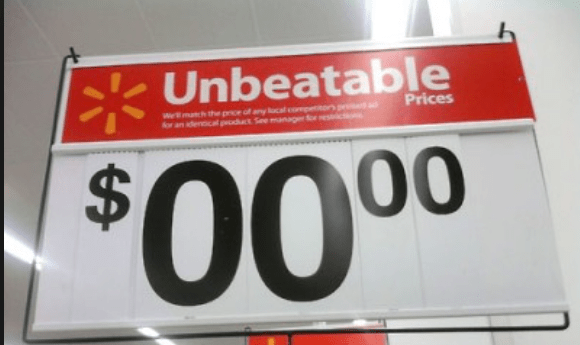 Unbeatable
Prices
We'll match the price of any local competitor's printed ad
for an identical product. See manager for restrictions.
$0000